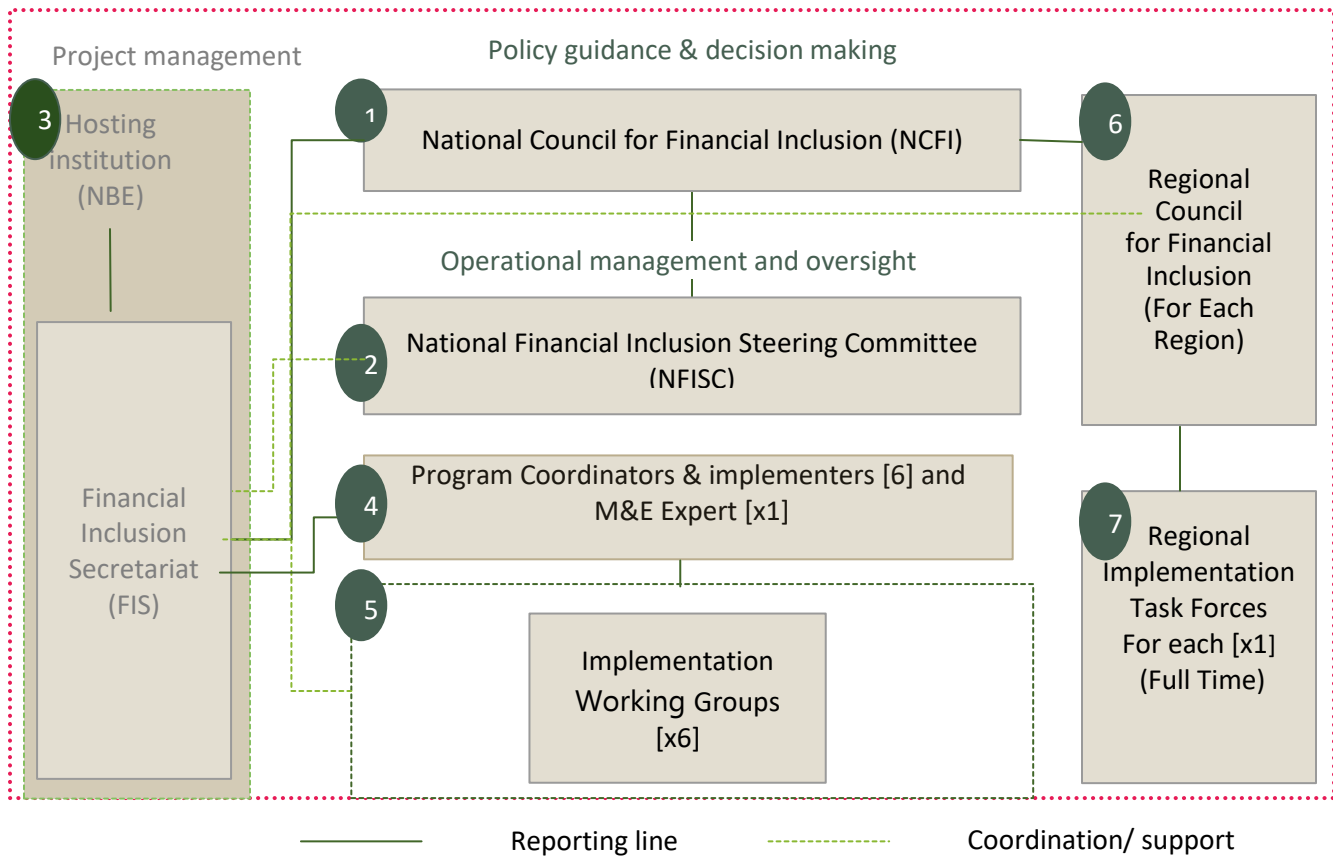 Project management
Policy guidance & decision making
3
Hosting
institution
(NBE)
1
National Council for Financial Inclusion (NCFI)
6
Regional
Council
for Financial
Inclusion
(For Each
Region)
Operational management and oversight
2
National Financial Inclusion Steering Committee
(NFISC)
Financial
Inclusion
Secretariat
(FIS)
4
Program Coordinators & implementers [6] and
M&E Expert [x1]
5
Implementation
Working Groups
[x6]
7
Regional
Implementation
Task Forces
For each [x1]
(Full Time)
Reporting line
Coordination/ support